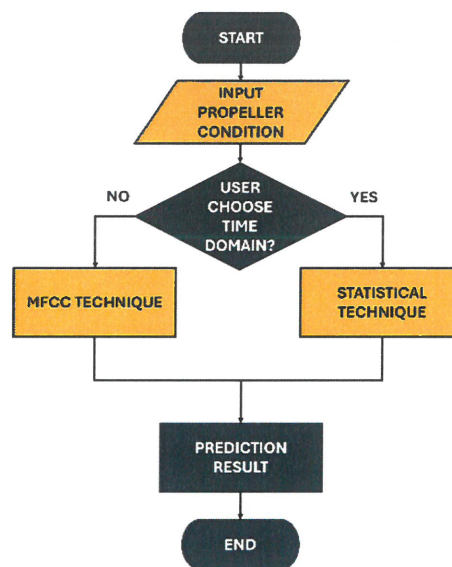 START
INPUT
PROPELLER
CONDITION
NO
USER
CHOOSE
TIME
DOMAIN?
YES
MFCC TECHNIQUE
STATISTICAL
TECHNIQUE
PREDICTION
RESULT
END